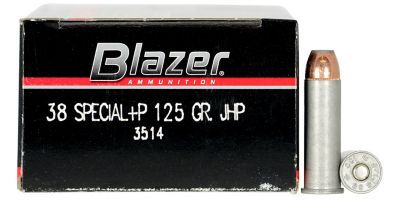 Blazer
AMMUNITION
38 SPECIAL+P 125 GR. JHP
3514